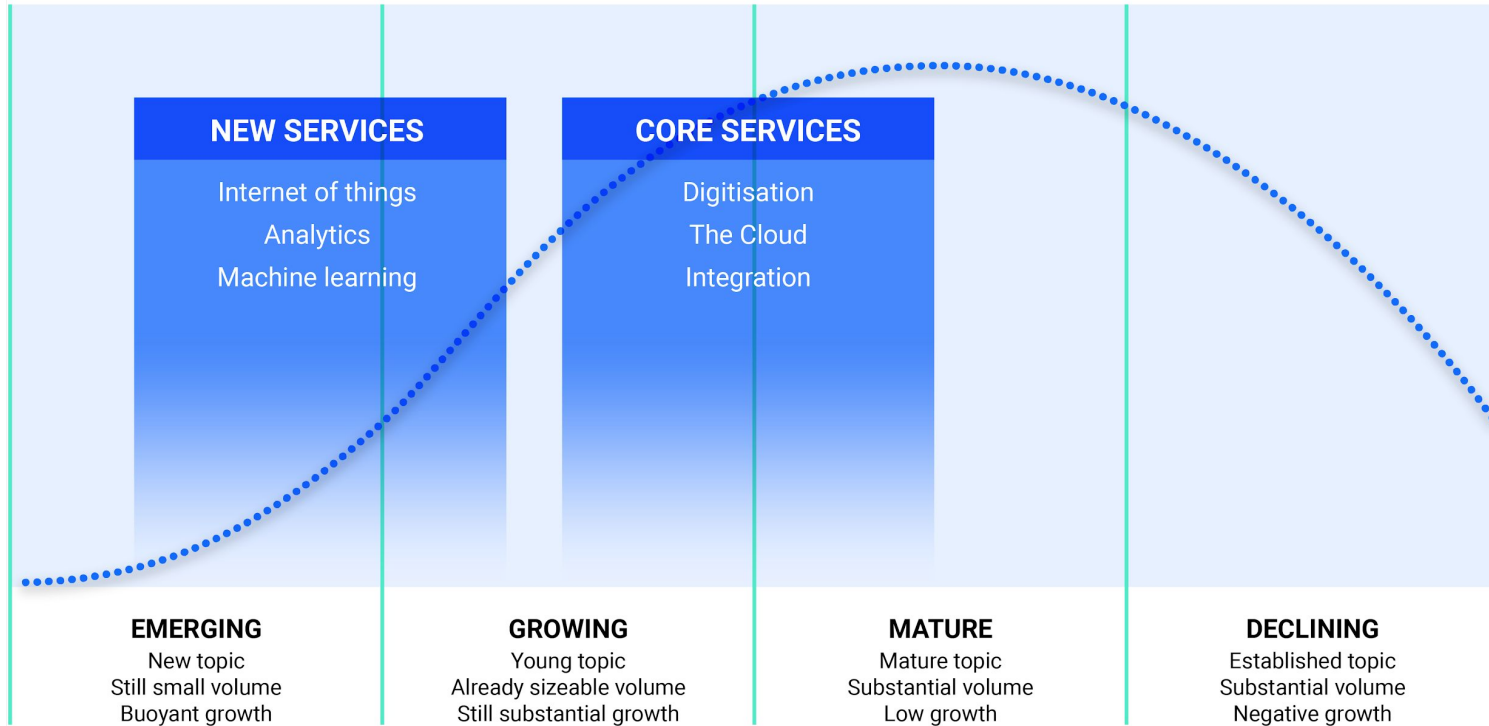 NEW SERVICES
Internet of things
Analytics
Machine learning
CORE SERVICES
Digitisation
The Cloud
Integration
EMERGING
New topic
Still small volume
Buoyant growth
GROWING
Young topic
Already sizeable volume
Still substantial growth
MATURE
Mature topic
Substantial volume
Low growth
DECLINING
Established topic
Substantial volume
Negative growth